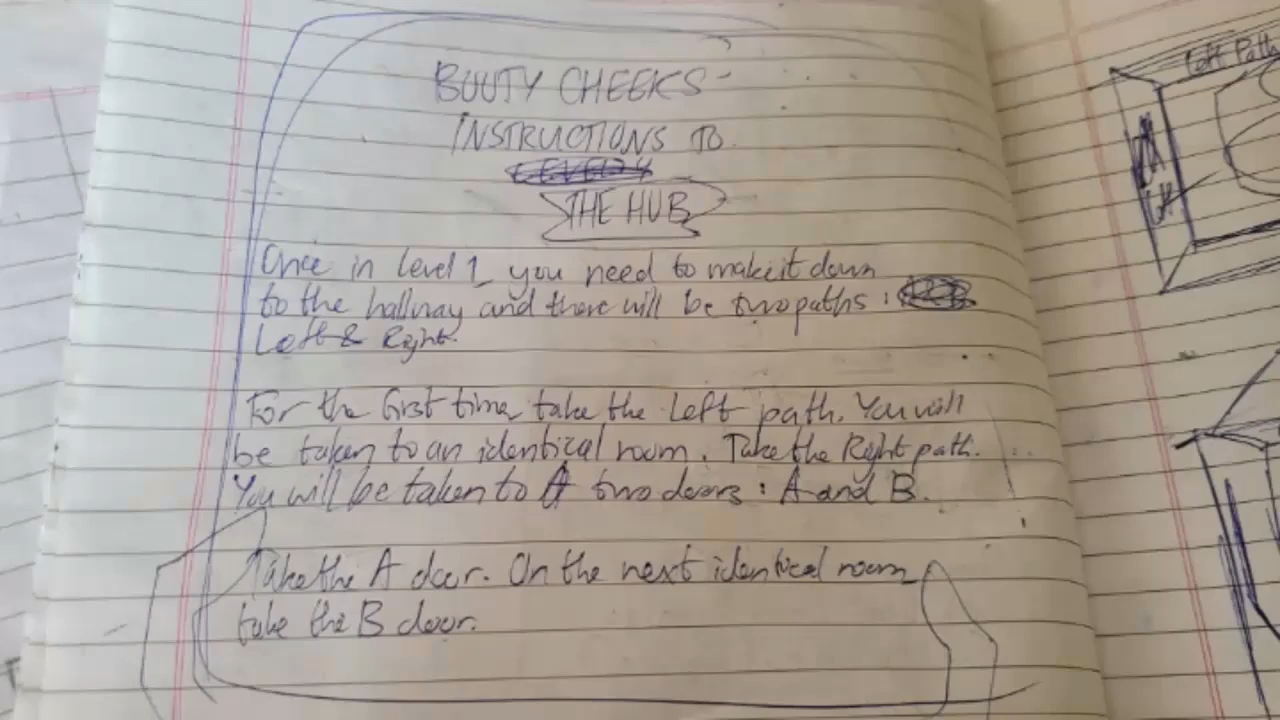 BOUTY CHEEKS-
INSTRUCTIONS TO
THE HUB
Once in level 1 you need to make it down
to the hallway and there will be two paths:
Left & Right.
For the first time, take the Left path. You will
be taken to an identical room. Take the Right path.
You will be taken to A two doors: A and B.
Take the A door. On the next identical room
take the B door.
Left Path